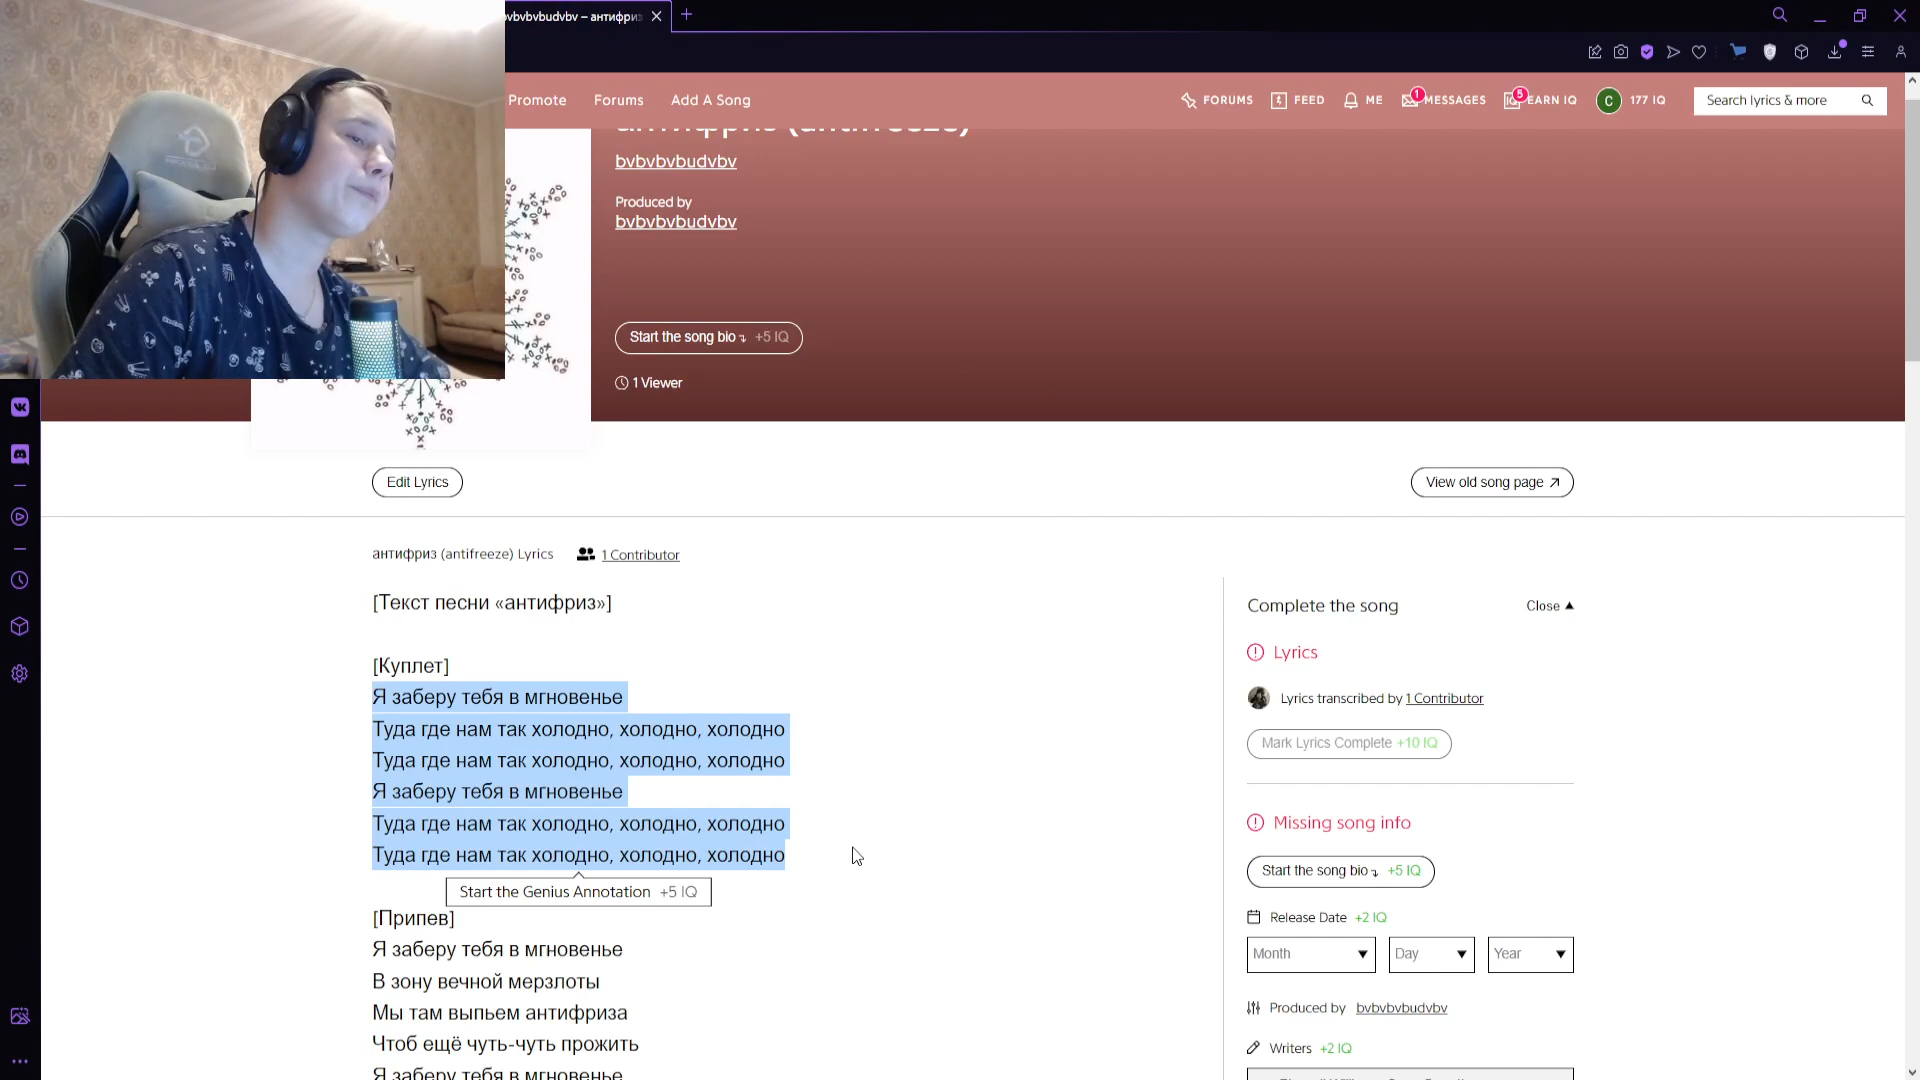 vbvbvbudvbv – антифриз
Promote
Forums
Add A Song
FORUMS
FEED
ME
1
MESSAGES
5
EARN IQ
C
177 IQ
Search lyrics & more
антифриз (antifreeze)
bvbvbvbudvbv
Produced by
bvbvbvbudvbv
Start the song bio +5 IQ
1 Viewer
Edit Lyrics
View old song page
антифриз (antifreeze) Lyrics
1 Contributor
[Текст песни «антифриз»]
[Куплет]
Я заберу тебя в мгновенье
Туда где нам так холодно, холодно, холодно
Туда где нам так холодно, холодно, холодно
Я заберу тебя в мгновенье
Туда где нам так холодно, холодно, холодно
Туда где нам так холодно, холодно, холодно
Start the Genius Annotation +5 IQ
[Припев]
Я заберу тебя в мгновенье
В зону вечной мерзлоты
Мы там выпьем антифриза
Чтоб ещё чуть-чуть прожить
Я заберу тебя в мгновенье
Complete the song
Close
Lyrics
Lyrics transcribed by 1 Contributor
Mark Lyrics Complete +10 IQ
Missing song info
Start the song bio +5 IQ
Release Date +2 IQ
Month
Day
Year
Produced by bvbvbvbudvbv
Writers +2 IQ